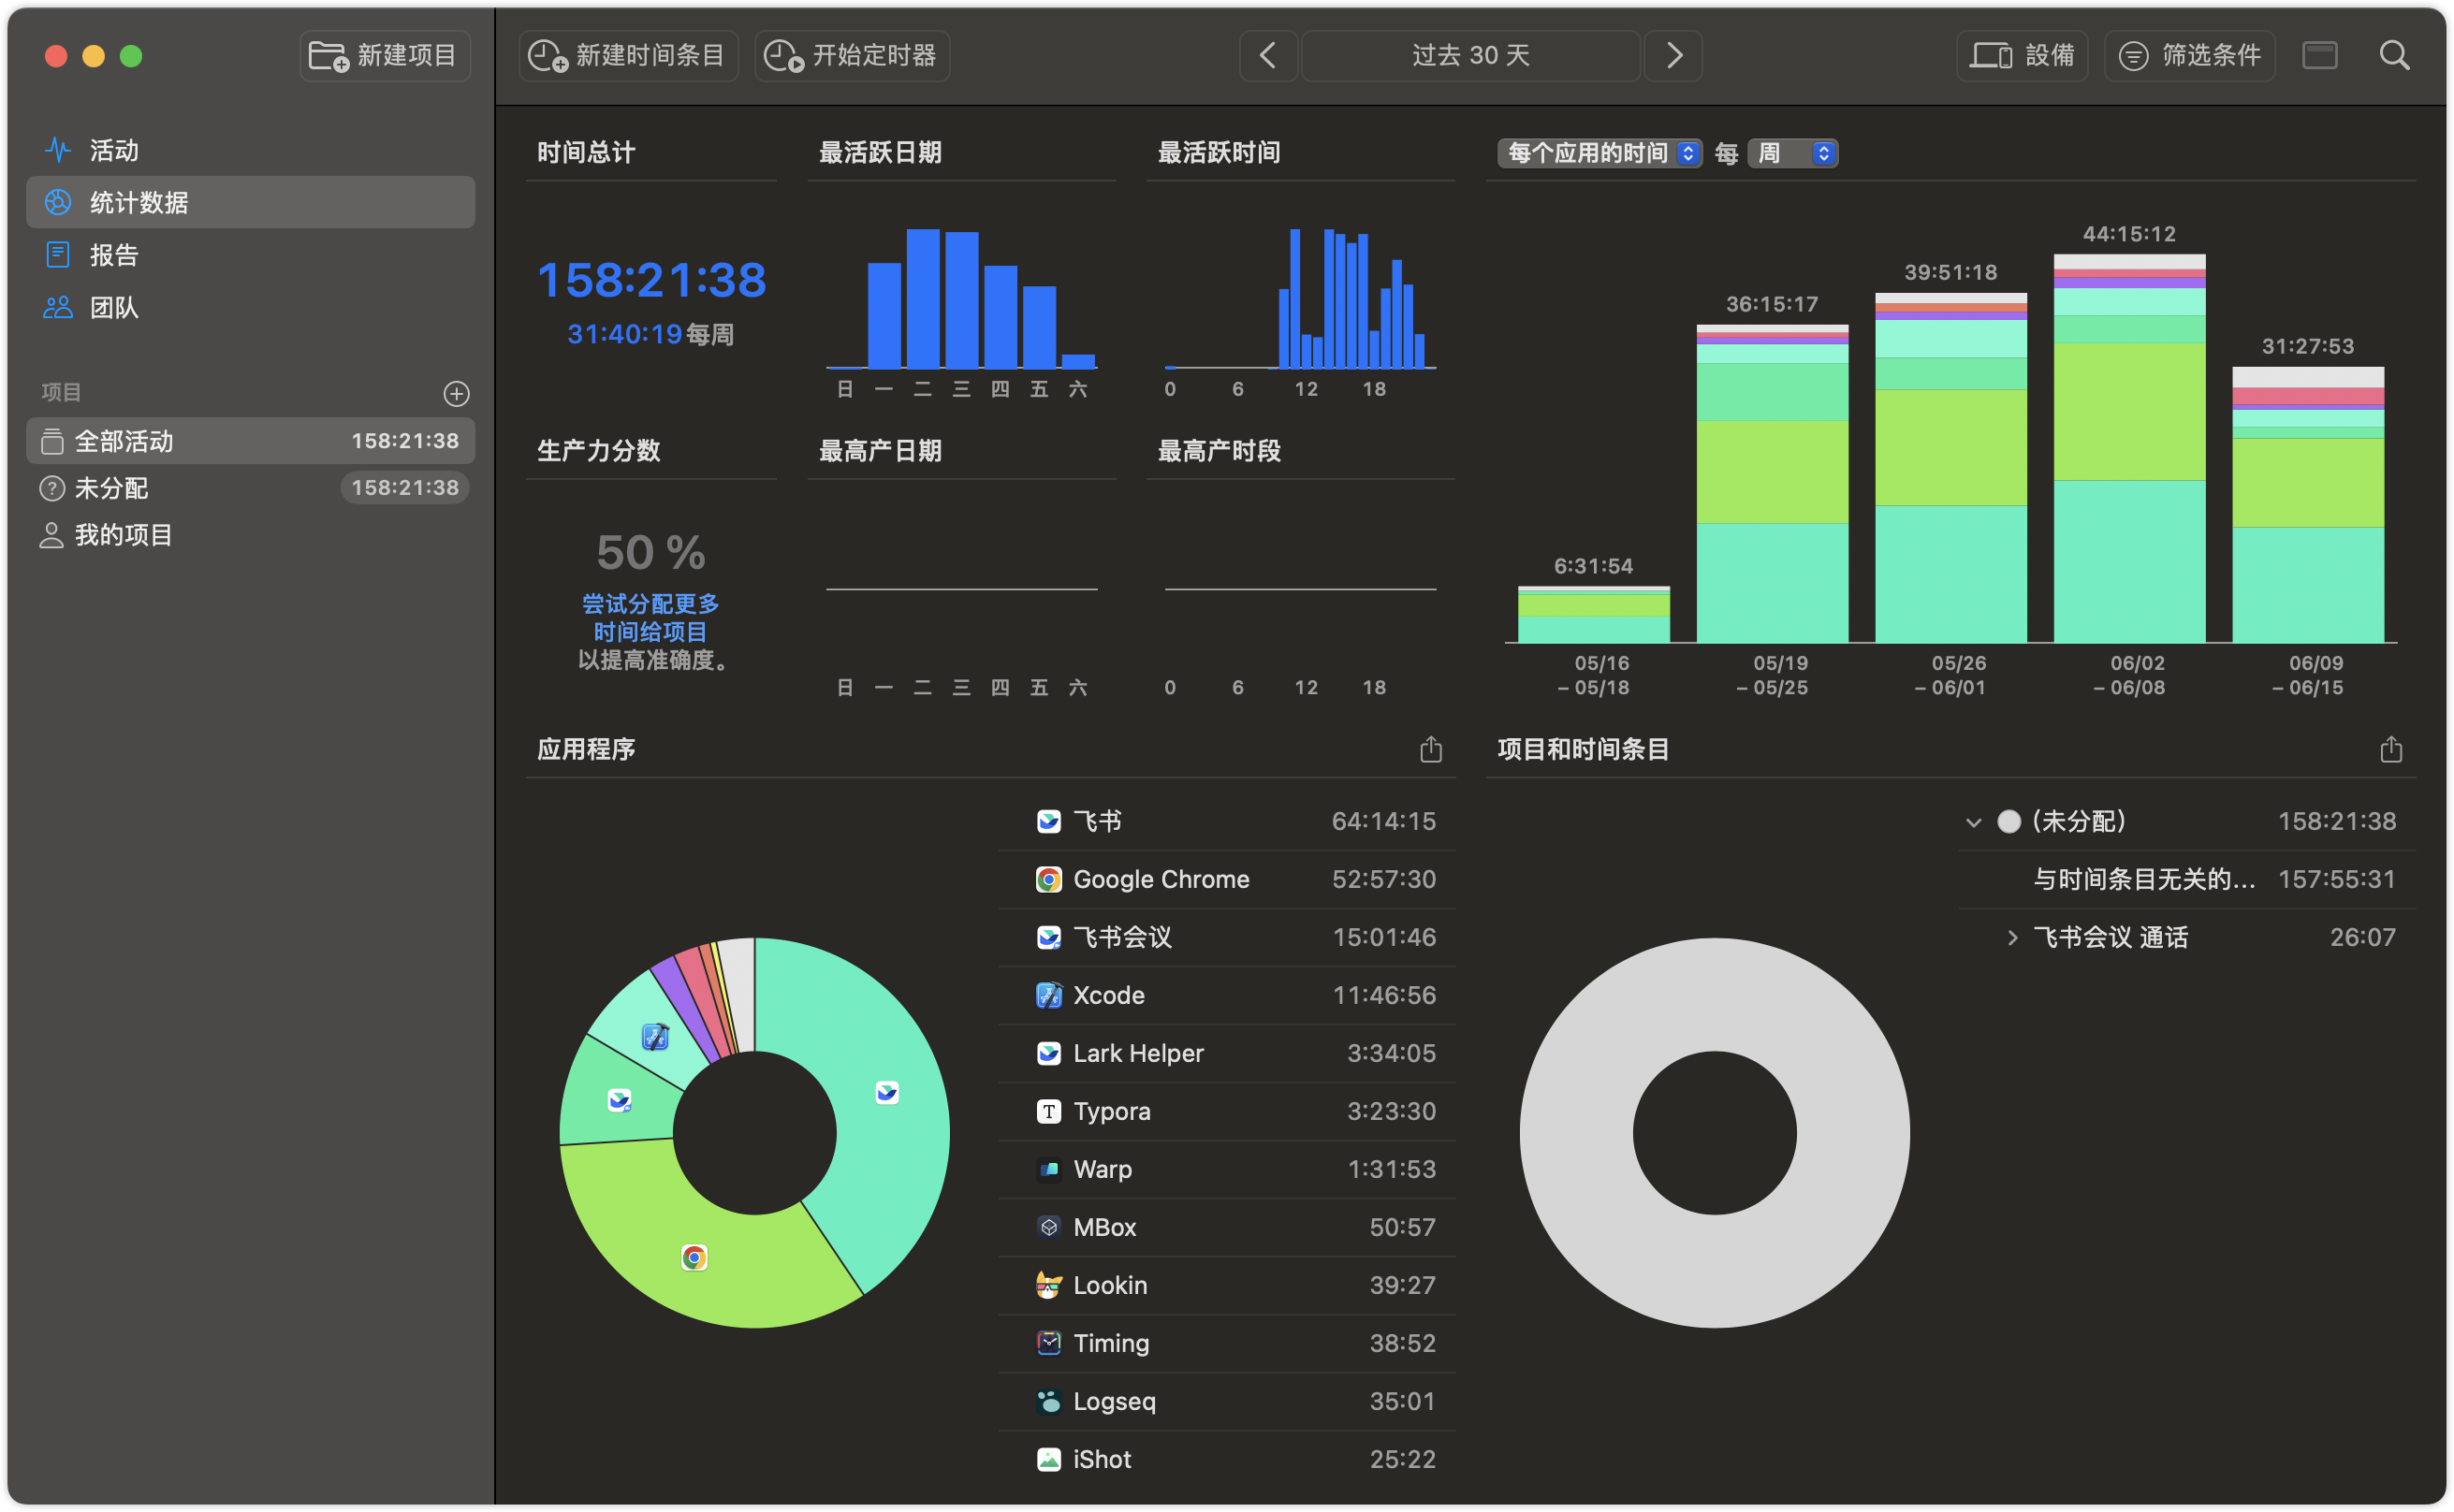 新建项目
新建时间条目
开始定时器
过去 30 天
設備
筛选条件
活动
统计数据
报告
团队
项目
全部活动 158:21:38
未分配 158:21:38
我的项目
时间总计
158:21:38
31:40:19 每周
最活跃日期
日 一 二 三 四 五 六
最活跃时间
0 6 12 18
每个应用的时间 每 周
6:31:54
36:15:17
39:51:18
44:15:12
31:27:53
05/16
– 05/18
05/19
– 05/25
05/26
– 06/01
06/02
– 06/08
06/09
– 06/15
生产力分数
50 %
尝试分配更多
时间给项目
以提高准确度。
最高产日期
日 一 二 三 四 五 六
最高产时段
0 6 12 18
应用程序
飞书 64:14:15
Google Chrome 52:57:30
飞书会议 15:01:46
Xcode 11:46:56
Lark Helper 3:34:05
T Typora 3:23:30
Warp 1:31:53
MBox 50:57
Lookin 39:27
Timing 38:52
Logseq 35:01
iShot 25:22
项目和时间条目
(未分配) 158:21:38
与时间条目无关的... 157:55:31
飞书会议 通话 26:07